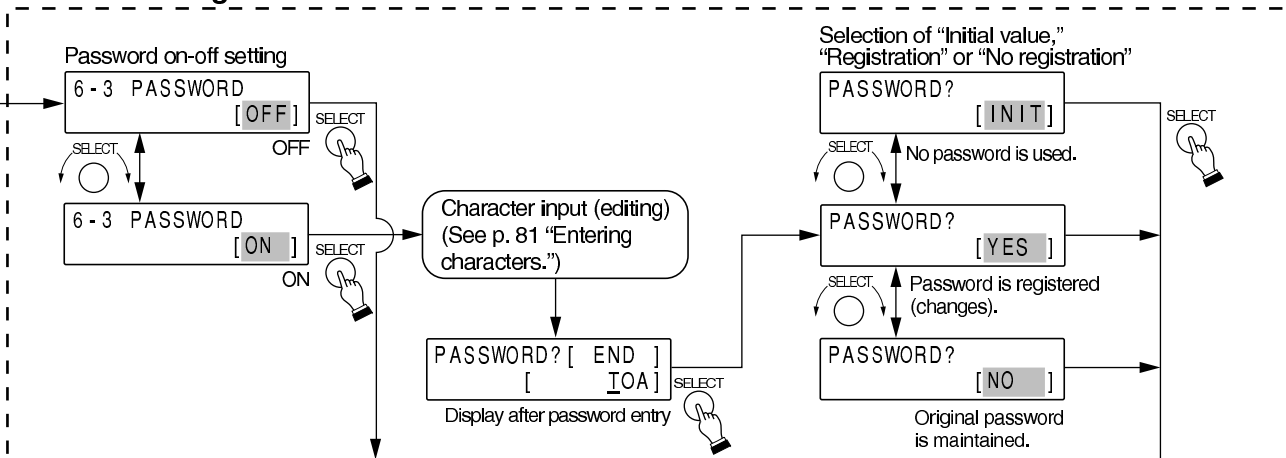 Password on-off setting
6-3 PASSWORD
[OFF]
SELECT
OFF
SELECT
6-3 PASSWORD
[ON ]
SELECT
ON
Character input (editing)
(See p. 81 “Entering
characters.”)
PASSWORD?[ END ]
[ TOA]
SELECT
Display after password entry
Selection of “Initial value,”
“Registration” or “No registration”
PASSWORD?
[INIT]
SELECT
SELECT
No password is used.
PASSWORD?
[YES ]
SELECT
Password is registered
(changes).
PASSWORD?
[NO ]
Original password
is maintained.